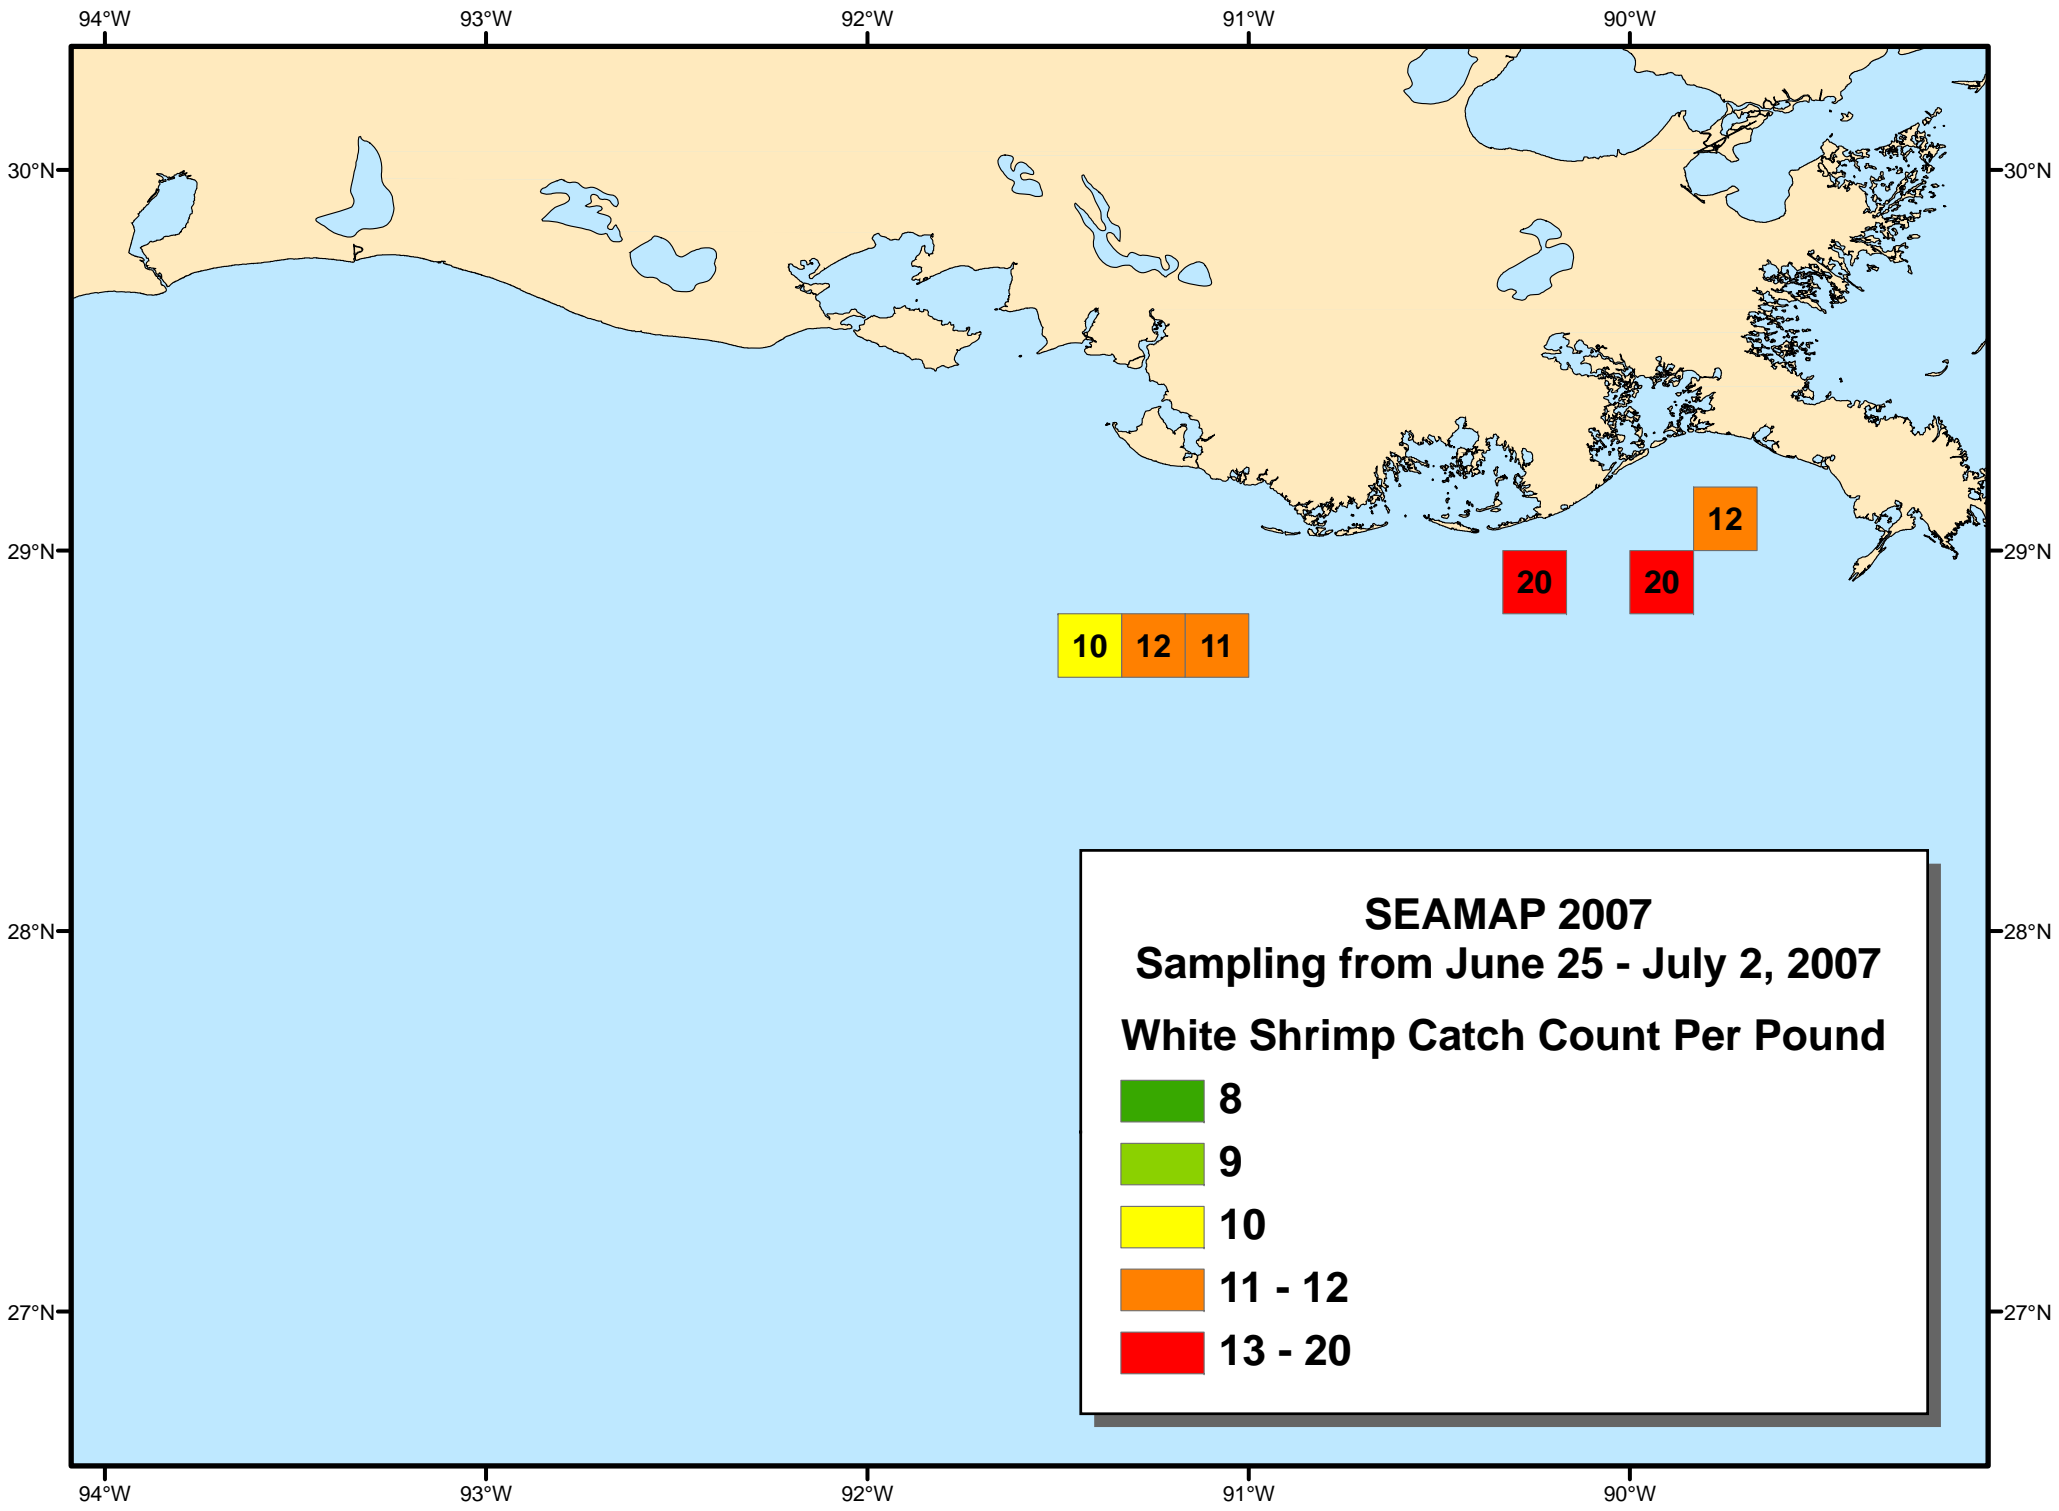 94°W 93°W 92°W 91°W 90°W
30°N 30°N
29°N 29°N
12
20 20
10 12 11
28°N 28°N
27°N 27°N
SEAMAP 2007
Sampling from June 25 - July 2, 2007
White Shrimp Catch Count Per Pound
8
9
10
11 - 12
13 - 20
94°W 93°W 92°W 91°W 90°W